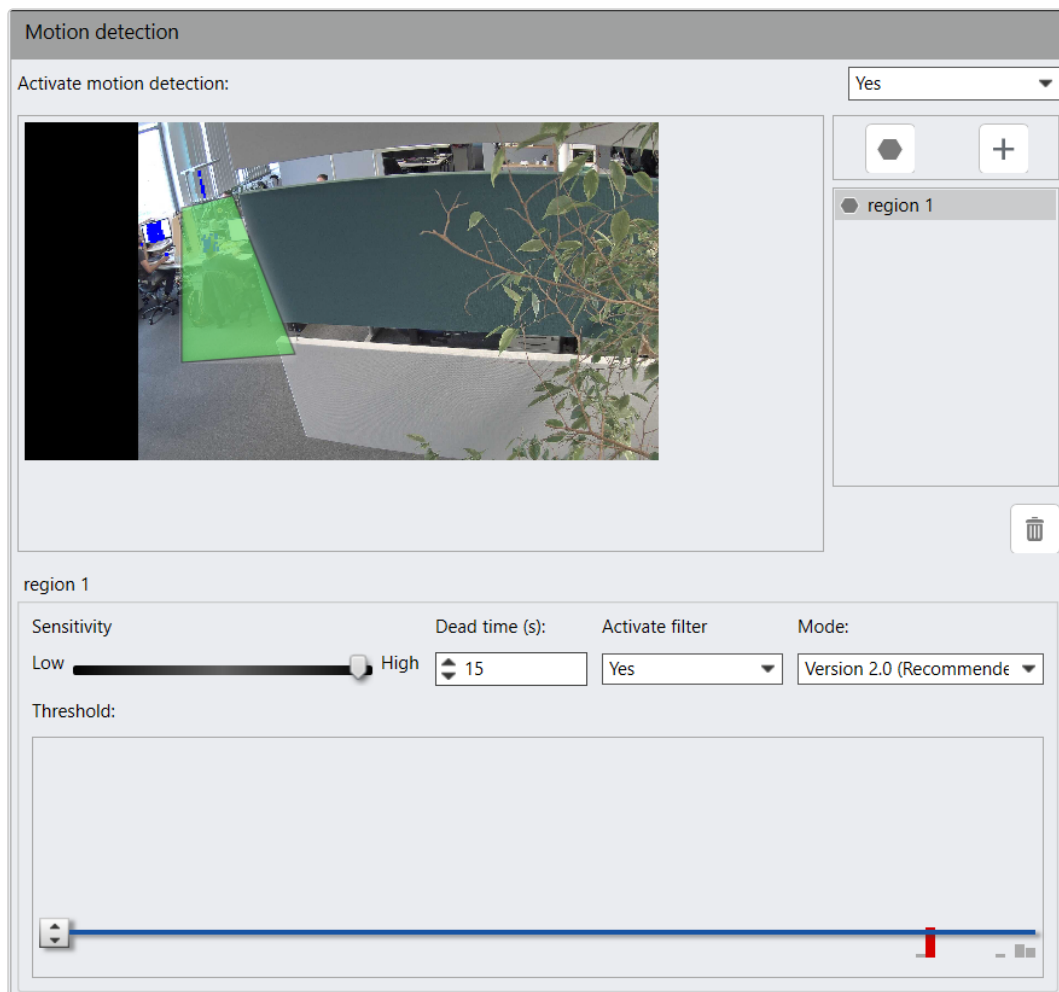 Motion detection
Activate motion detection:
Yes
region 1
region 1
Sensitivity
Dead time (s):
Activate filter
Mode:
Low
High
15
Yes
Version 2.0 (Recommende
Threshold: